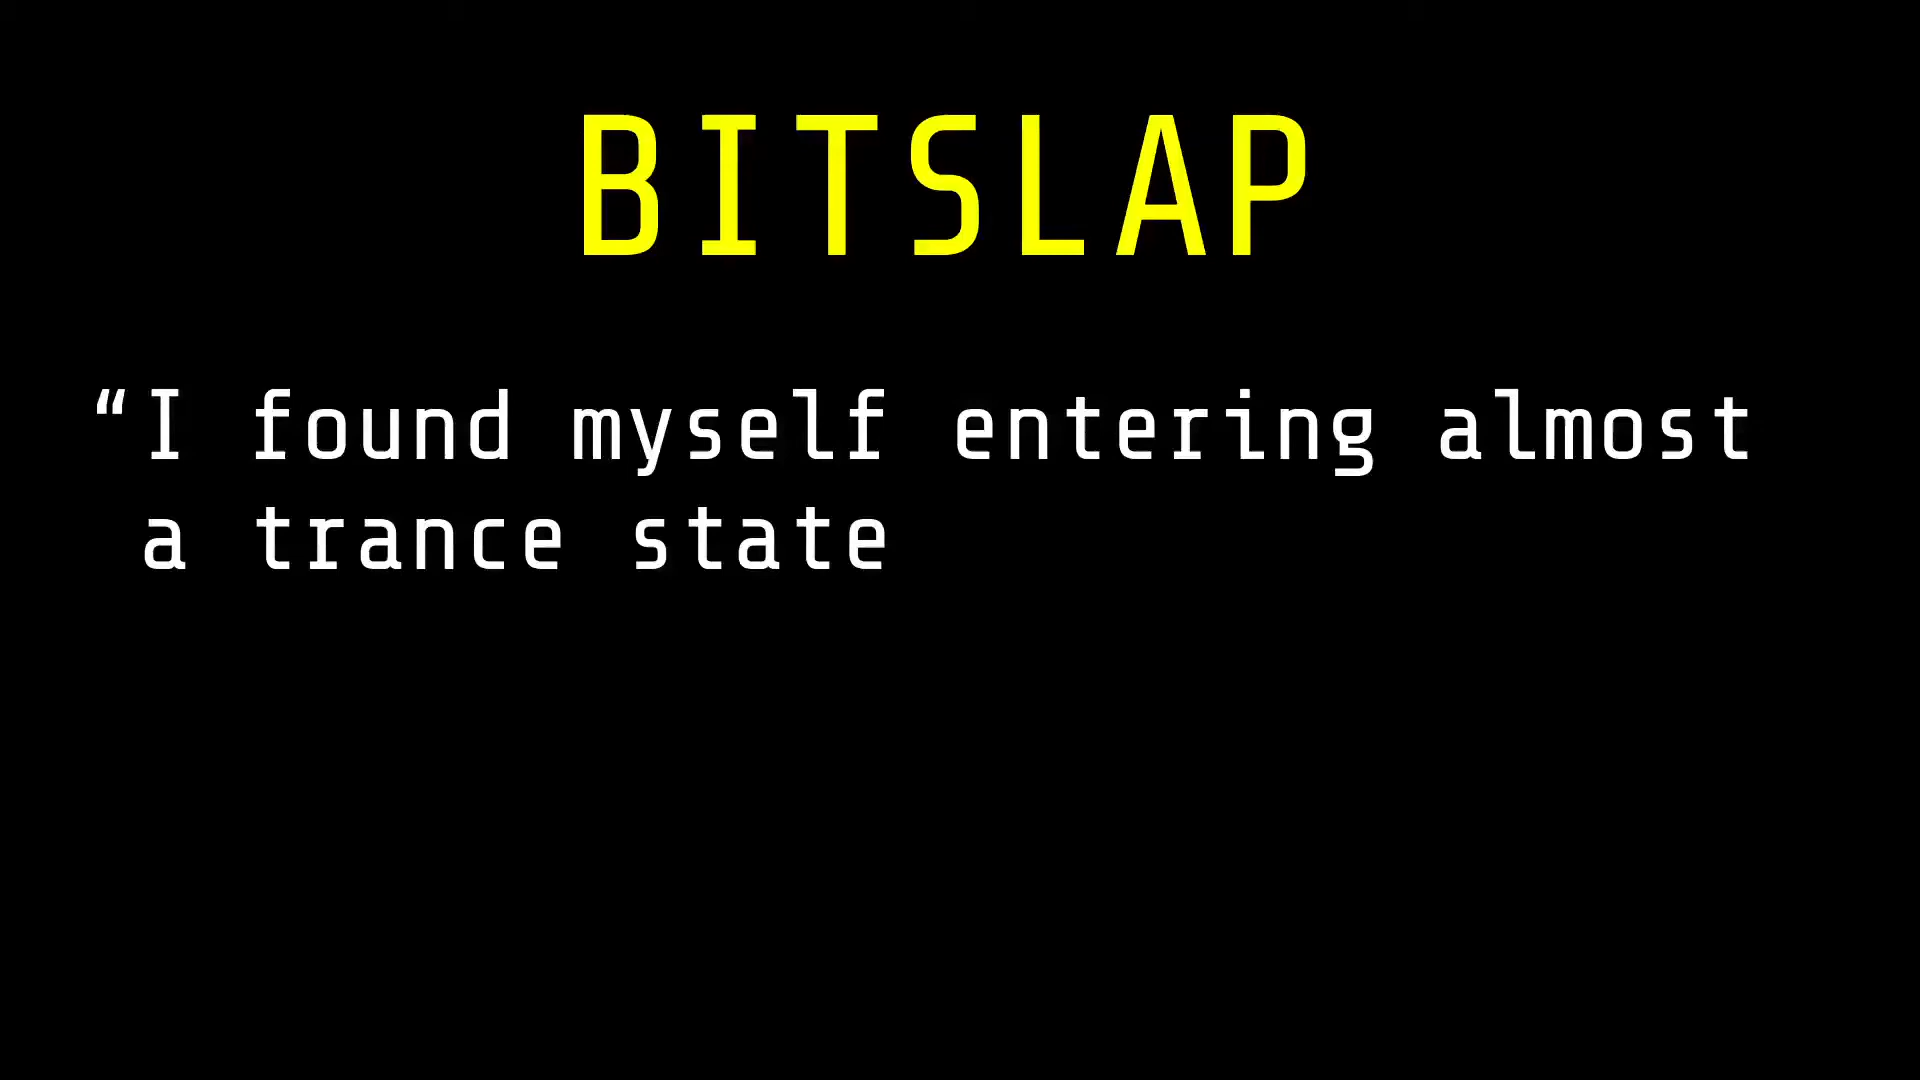 BITSLAP
“I found myself entering almost
a trance state